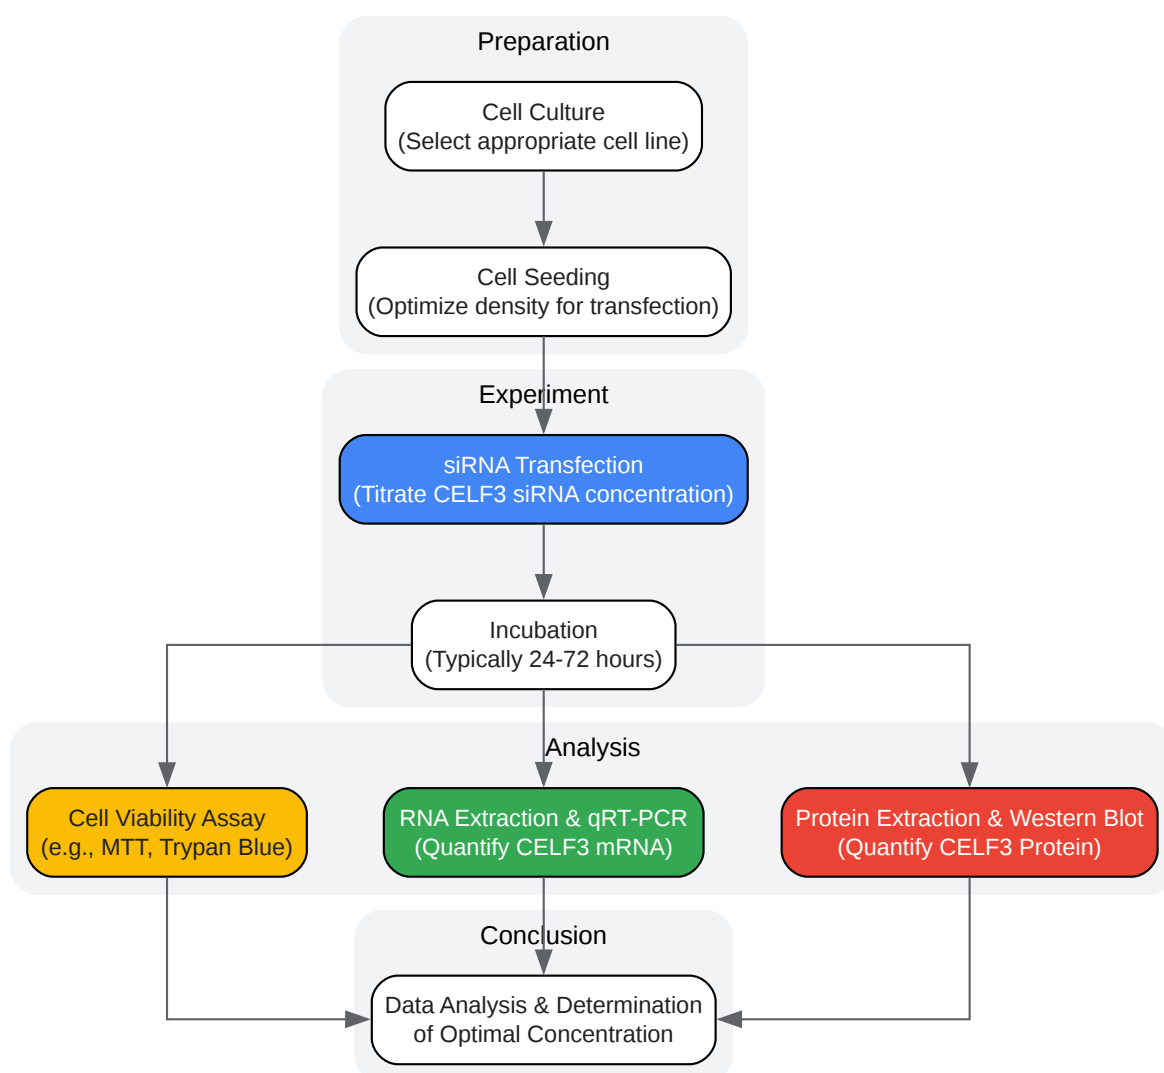 Preparation
Cell Culture
(Select appropriate cell line)
Cell Seeding
(Optimize density for transfection)
Experiment
siRNA Transfection
(Titrate CELF3 siRNA concentration)
Incubation
(Typically 24-72 hours)
Analysis
Cell Viability Assay
(e.g., MTT, Trypan Blue)
RNA Extraction & qRT-PCR
(Quantify CELF3 mRNA)
Protein Extraction & Western Blot
(Quantify CELF3 Protein)
Conclusion
Data Analysis & Determination
of Optimal Concentration